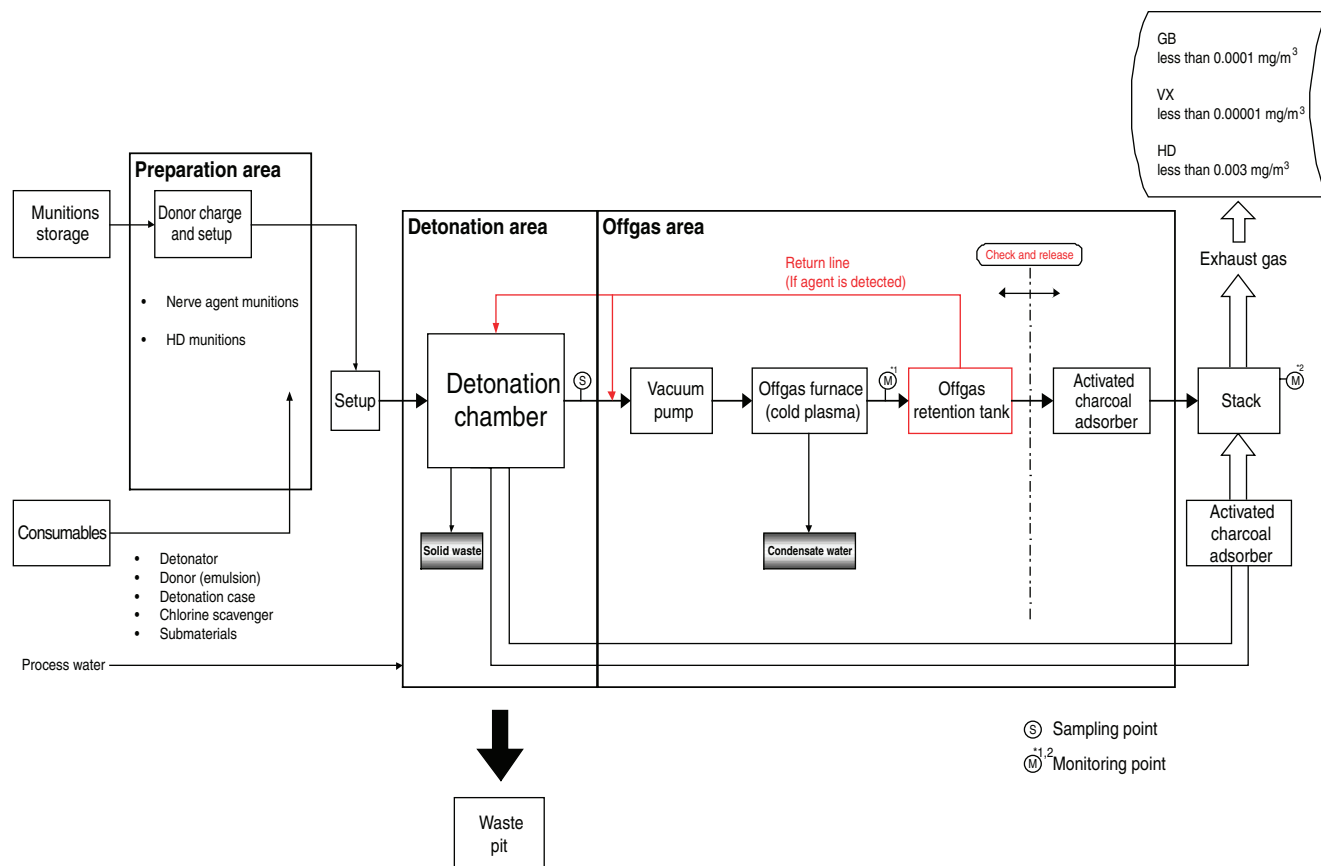 GB
less than 0.0001 mg/m³
VX
less than 0.00001 mg/m³
HD
less than 0.003 mg/m³
Preparation area
Munitions
storage
Donor charge
and setup
• Nerve agent munitions
• HD munitions
Setup
Consumables
• Detonator
• Donor (emulsion)
• Detonation case
• Chlorine scavenger
• Submaterials
Process water
Detonation area
Detonation
chamber
Solid waste
S
Offgas area
Return line
(If agent is detected)
Check and release
Vacuum
pump
Offgas furnace
(cold plasma)
M *1
Offgas
retention tank
Activated
charcoal
adsorber
Condensate water
Exhaust gas
Stack
M *2
Activated
charcoal
adsorber
S Sampling point
M *1,2 Monitoring point
Waste
pit